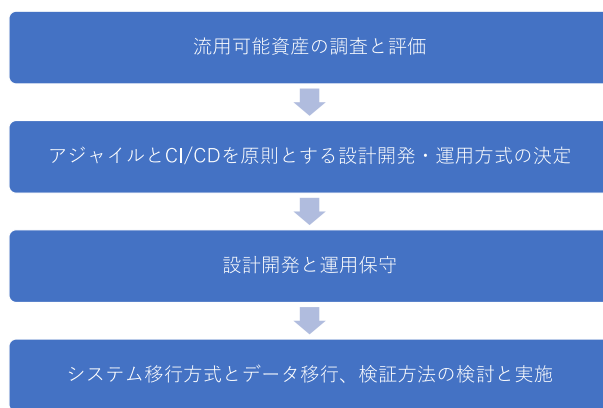 流用可能資産の調査と評価
アジャイルとCI/CDを原則とする設計開発・運用方式の決定
設計開発と運用保守
システム移行方式とデータ移行、検証方法の検討と実施